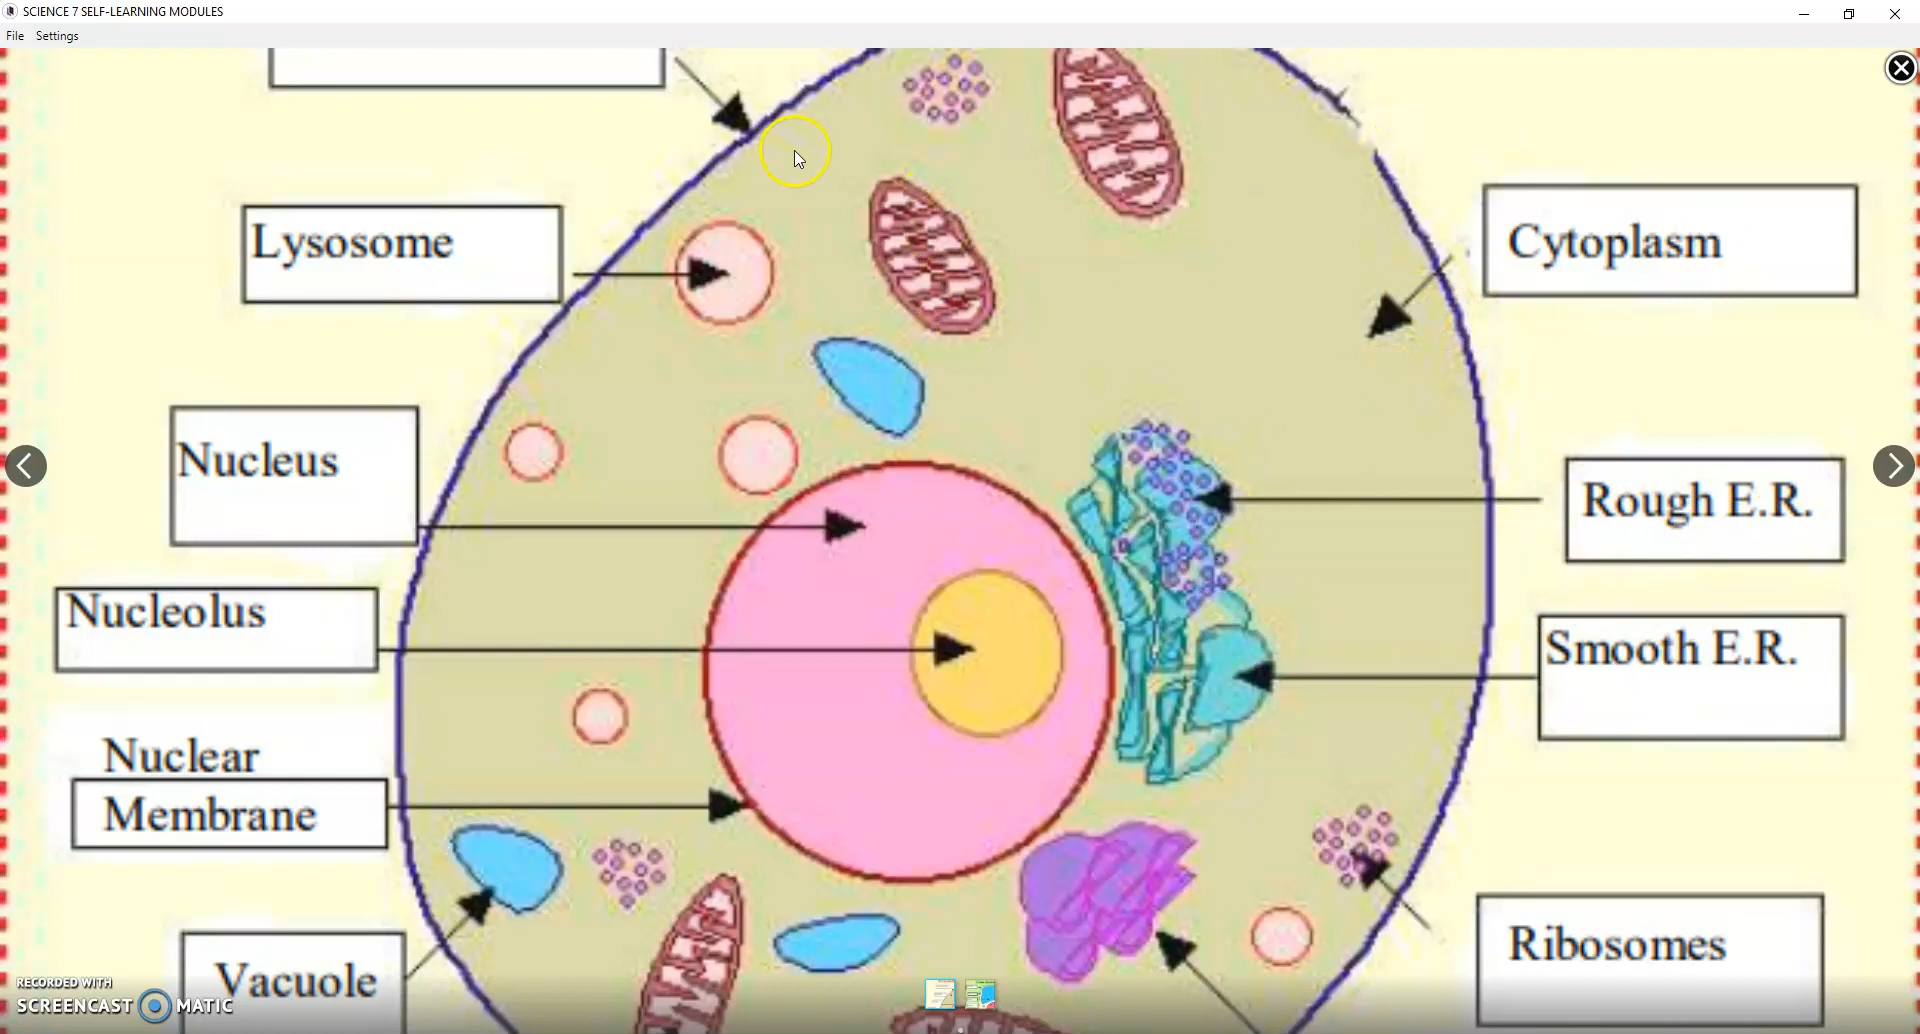 SCIENCE 7 SELF-LEARNING MODULES
File Settings
Lysosome
Cytoplasm
Nucleus
Rough E.R.
Nucleolus
Smooth E.R.
Nuclear
Membrane
Ribosomes
Vacuole
RECORDED WITH
SCREENCAST MATIC